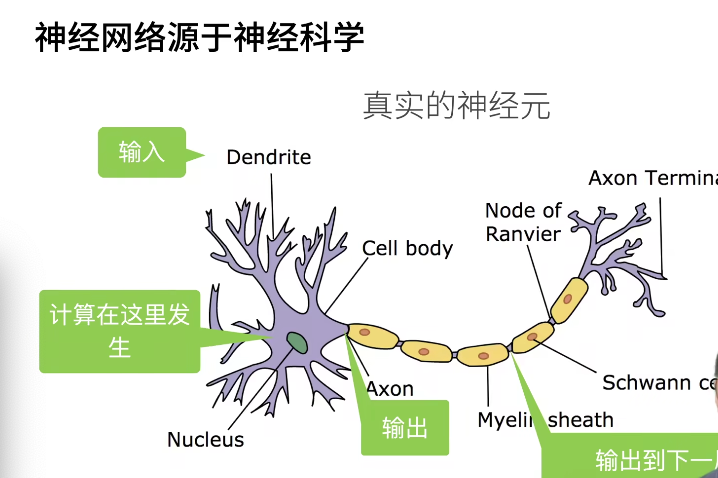 神经网络源于神经科学
真实的神经元
输入
Dendrite
Axon Termina
Node of
Ranvier
Cell body
计算在这里发
生
Schwann ce
Axon
输出
Myelin sheath
Nucleus
输出到下一